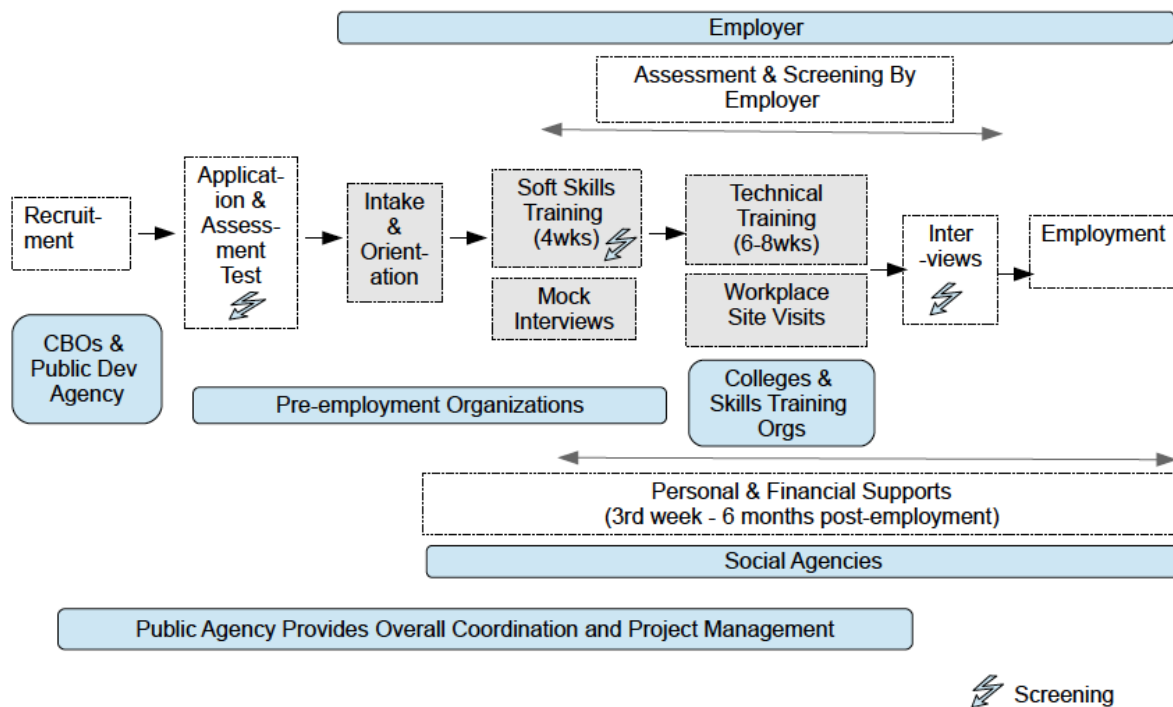 Employer
Assessment & Screening By
Employer
Recruit-
ment
Applicat-
ion &
Assess-
ment
Test
Intake
&
Orient-
ation
Soft Skills
Training
(4wks)
Mock
Interviews
Technical
Training
(6-8wks)
Workplace
Site Visits
Inter
-views
Employment
CBOs &
Public Dev
Agency
Pre-employment Organizations
Colleges &
Skills Training
Orgs
Personal & Financial Supports
(3rd week - 6 months post-employment)
Social Agencies
Public Agency Provides Overall Coordination and Project Management
Screening